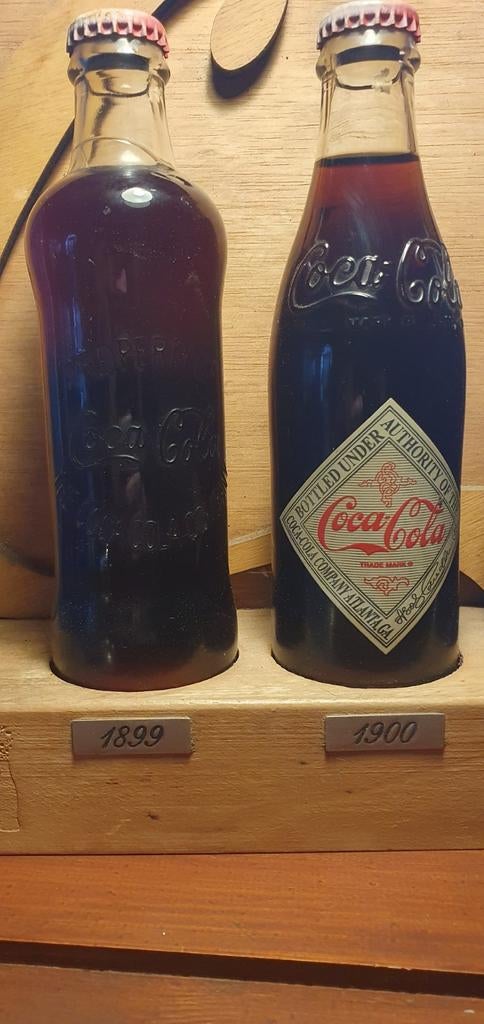 Coca-Cola
Coca-Cola
BOTTLED UNDER
AUTHORITY OF
Coca-Cola
TRADE MARK ®
COCA-COLA COMPANY ATLANTA, GA.
1899
1900